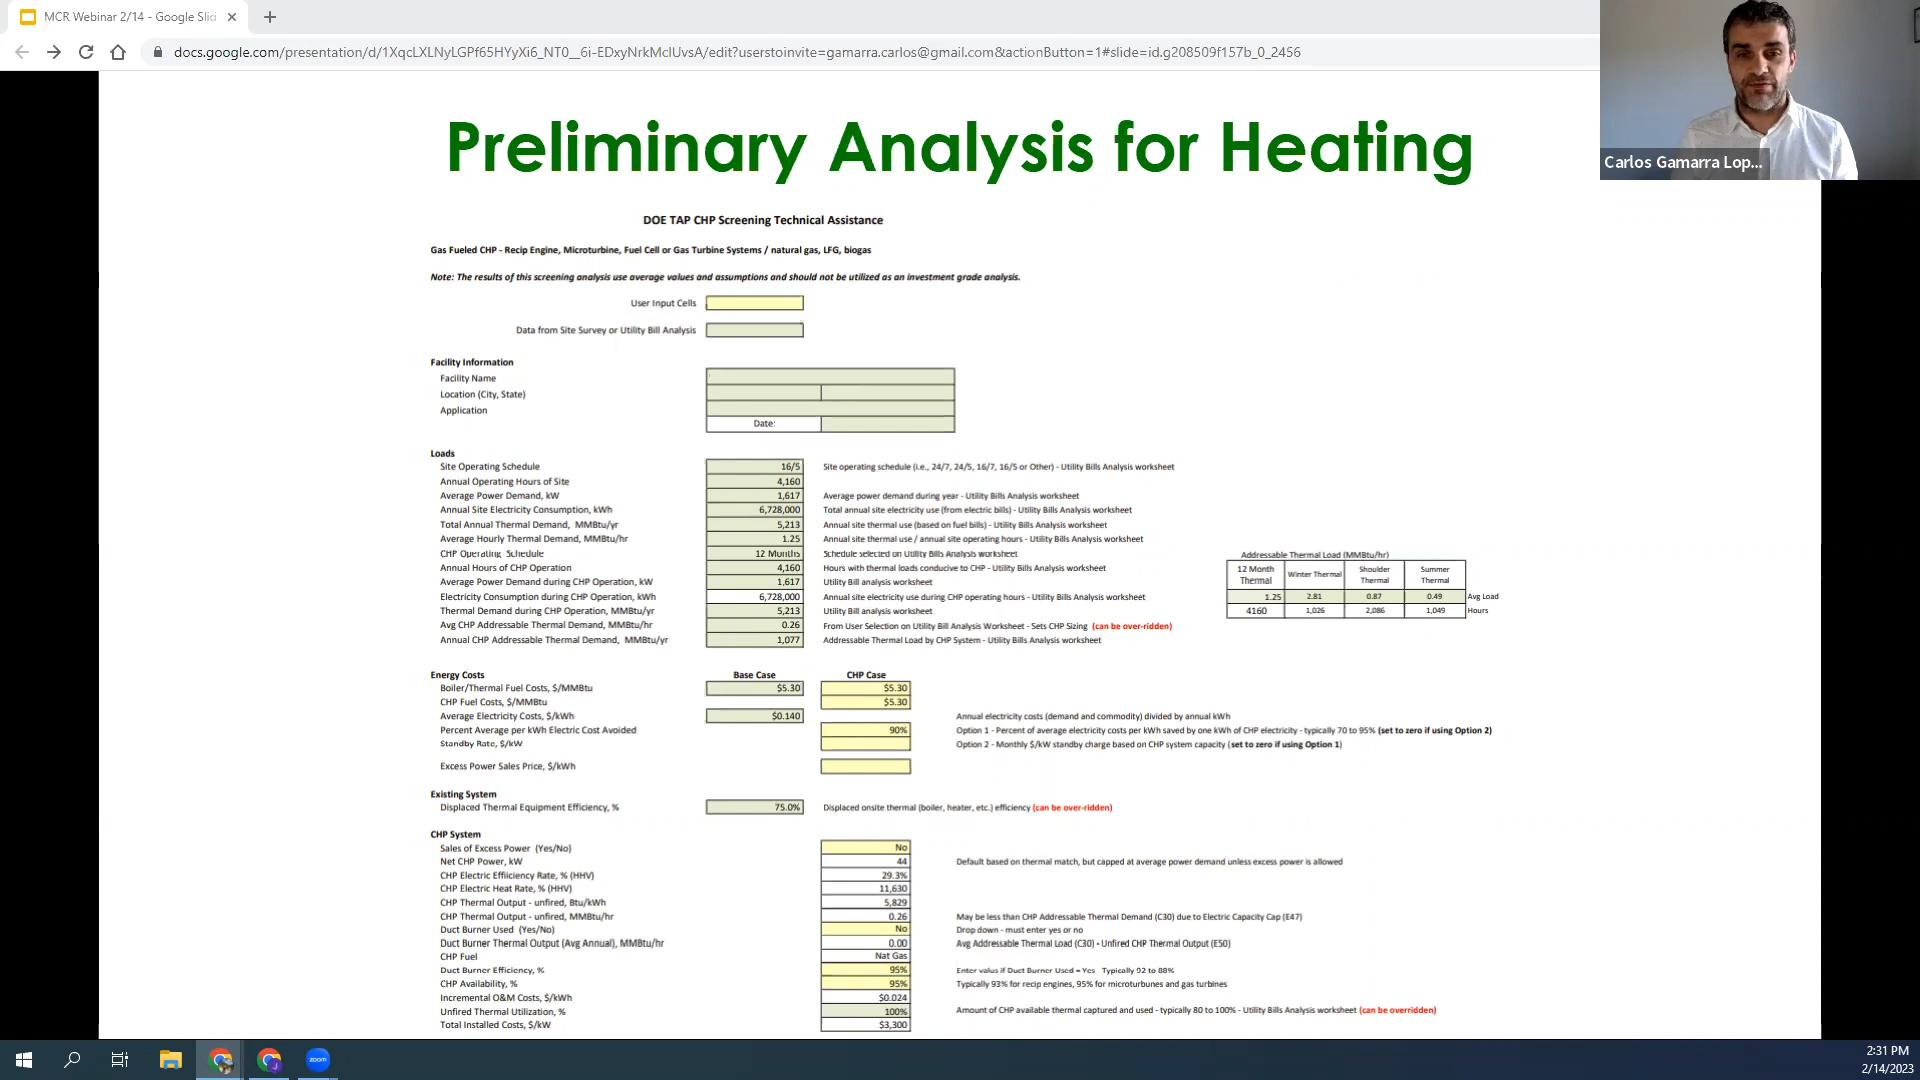 MCR Webinar 2/14 - Google Slid
docs.google.com/presentation/d/1XqcLXLNyLGPf65HYyXi6_NT0__6i-EDxyNrkMcIUvsA/edit?userstoinvite=gamarra.carlos@gmail.com&actionButton=1#slide=id.g208509f157b_0_2456
Carlos Gamarra Lop...
Preliminary Analysis for Heating
DOE TAP CHP Screening Technical Assistance
Gas Fueled CHP - Recip Engine, Microturbine, Fuel Cell or Gas Turbine Systems / natural gas, LFG, biogas
Note: The results of this screening analysis use average values and assumptions and should not be utilized as an investment grade analysis.
User Input Cells
Data from Site Survey or Utility Bill Analysis
Facility Information
Facility Name
Location (City, State)
Application
Date:
Loads
Site Operating Schedule 16/5 Site operating schedule (i.e., 24/7, 24/5, 16/7, 16/5 or Other) - Utility Bills Analysis worksheet
Annual Operating Hours of Site 4,160
Average Power Demand, kW 1,617 Average power demand during year - Utility Bills Analysis worksheet
Annual Site Electricity Consumption, kWh 6,728,000 Total annual site electricity use (from electric bills) - Utility Bills Analysis worksheet
Total Annual Thermal Demand, MMBtu/yr 5,213 Annual site thermal use (based on fuel bills) - Utility Bills Analysis worksheet
Average Hourly Thermal Demand, MMBtu/hr 1.25 Annual site thermal use / annual site operating hours - Utility Bills Analysis worksheet
CHP Operating Schedule 12 Months Schedule selected on Utility Bills Analysis worksheet
Annual Hours of CHP Operation 4,160 Hours with thermal loads conducive to CHP - Utility Bills Analysis worksheet
Average Power Demand during CHP Operation, kW 1,617 Utility Bill analysis worksheet
Electricity Consumption during CHP Operation, kWh 6,728,000 Annual site electricity use during CHP operating hours - Utility Bills Analysis worksheet
Thermal Demand during CHP Operation, MMBtu/yr 5,213 Utility Bill analysis worksheet
Avg CHP Addressable Thermal Demand, MMBtu/hr 0.26 From User Selection on Utility Bill Analysis Worksheet - Sets CHP Sizing (can be over-ridden)
Annual CHP Addressable Thermal Demand, MMBtu/yr 1,077 Addressable Thermal Load by CHP System - Utility Bills Analysis worksheet
Addressable Thermal Load (MMBtu/hr)
12 Month Thermal Winter Thermal Shoulder Thermal Summer Thermal
1.25 2.81 0.87 0.49 Avg Load
4160 1,026 2,086 1,049 Hours
Energy Costs Base Case CHP Case
Boiler/Thermal Fuel Costs, $/MMBtu $5.30 $5.30
CHP Fuel Costs, $/MMBtu $5.30
Average Electricity Costs, $/kWh $0.140 Annual electricity costs (demand and commodity) divided by annual kWh
Percent Average per kWh Electric Cost Avoided 90% Option 1 - Percent of average electricity costs per kWh saved by one kWh of CHP electricity - typically 70 to 95% (set to zero if using Option 2)
Standby Rate, $/kW Option 2 - Monthly $/kW standby charge based on CHP system capacity (set to zero if using Option 1)
Excess Power Sales Price, $/kWh
Existing System
Displaced Thermal Equipment Efficiency, % 75.0% Displaced onsite thermal (boiler, heater, etc.) efficiency (can be over-ridden)
CHP System
Sales of Excess Power (Yes/No) No
Net CHP Power, kW 44 Default based on thermal match, but capped at average power demand unless excess power is allowed
CHP Electric Efficiency Rate, % (HHV) 29.3%
CHP Electric Heat Rate, % (HHV) 11,630
CHP Thermal Output - unfired, Btu/kWh 5,829
CHP Thermal Output - unfired, MMBtu/hr 0.26 May be less than CHP Addressable Thermal Demand (C30) due to Electric Capacity Cap (E47)
Duct Burner Used (Yes/No) No Drop down - must enter yes or no
Duct Burner Thermal Output (Avg Annual), MMBtu/hr 0.00 Avg Addressable Thermal Load (C30) - Unfired CHP Thermal Output (E50)
CHP Fuel Nat Gas
Duct Burner Efficiency, % 95% Enter value if Duct Burner Used = Yes Typically 92 to 88%
CHP Availability, % 95% Typically 93% for recip engines, 95% for microturbunes and gas turbines
Incremental O&M Costs, $/kWh $0.024
Unfired Thermal Utilization, % 100% Amount of CHP available thermal captured and used - typically 80 to 100% - Utility Bills Analysis worksheet (can be overridden)
Total Installed Costs, $/kW $3,300
zoom
2:31 PM
2/14/2023